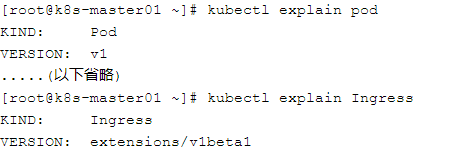 [root@k8s-master01 ~]# kubectl explain pod
KIND:     Pod
VERSION:  v1
.....(以下省略)
[root@k8s-master01 ~]# kubectl explain Ingress
KIND:     Ingress
VERSION:  extensions/v1beta1